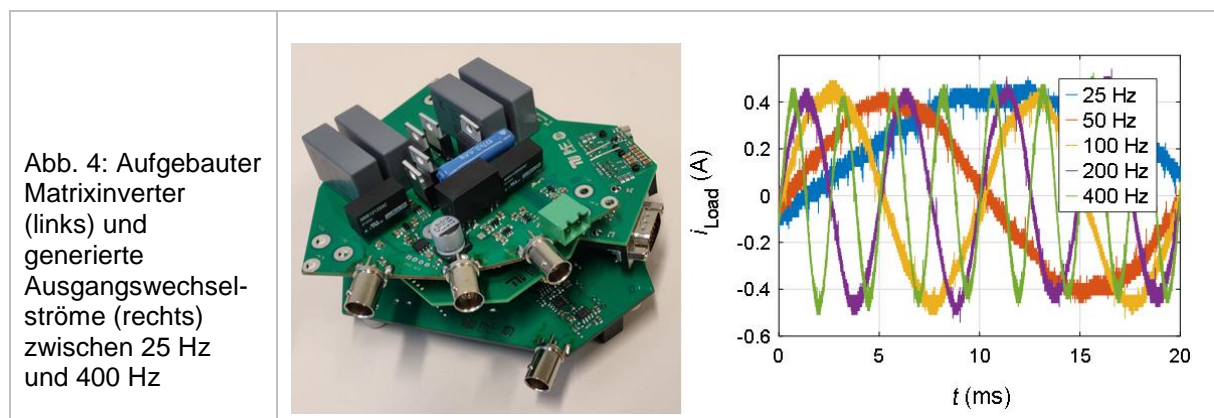 Abb. 4: Aufgebauter
Matrixinverter
(links) und
generierte
Ausgangswechsel-
ströme (rechts)
zwischen 25 Hz
und 400 Hz
i_Load (A)
0.4
0.2
0
-0.2
-0.4
-0.6
0
5
10
15
20
t (ms)
25 Hz
50 Hz
100 Hz
200 Hz
400 Hz